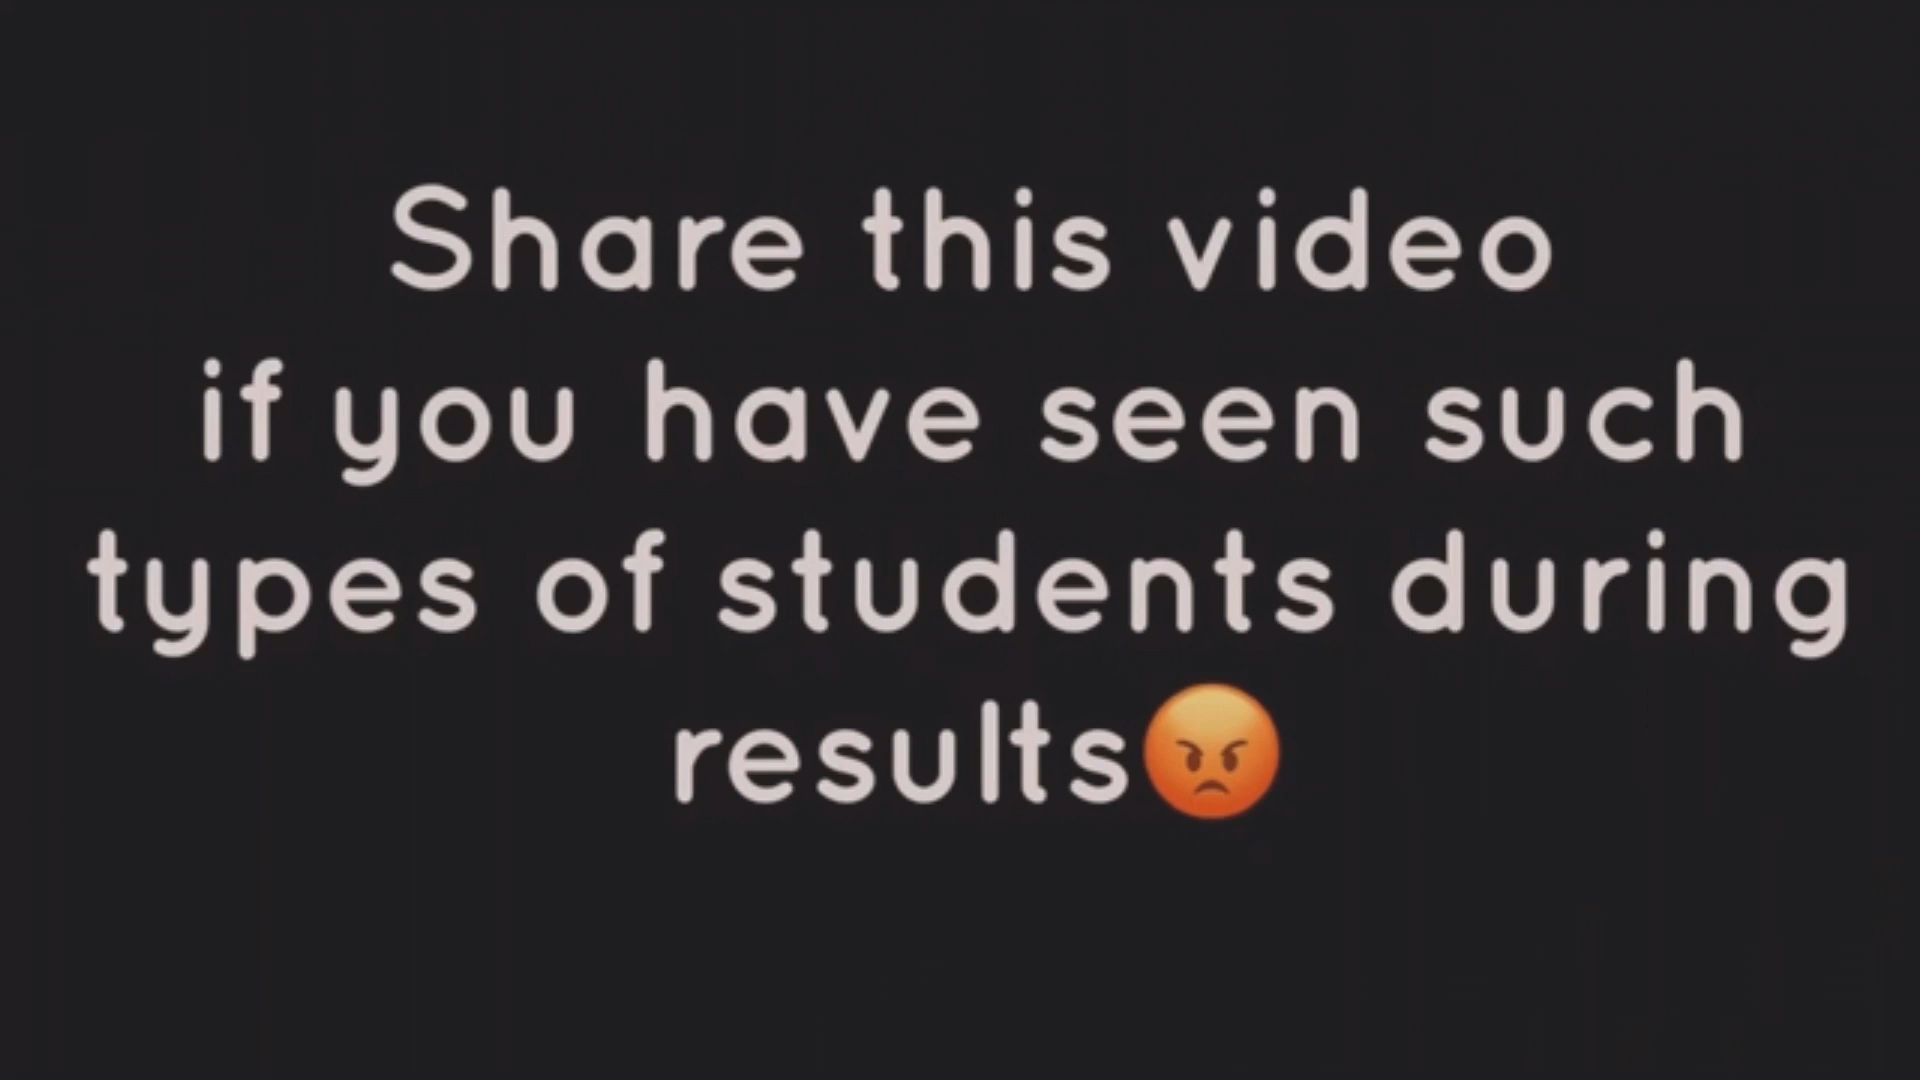 Share this video
if you have seen such
types of students during
results😡